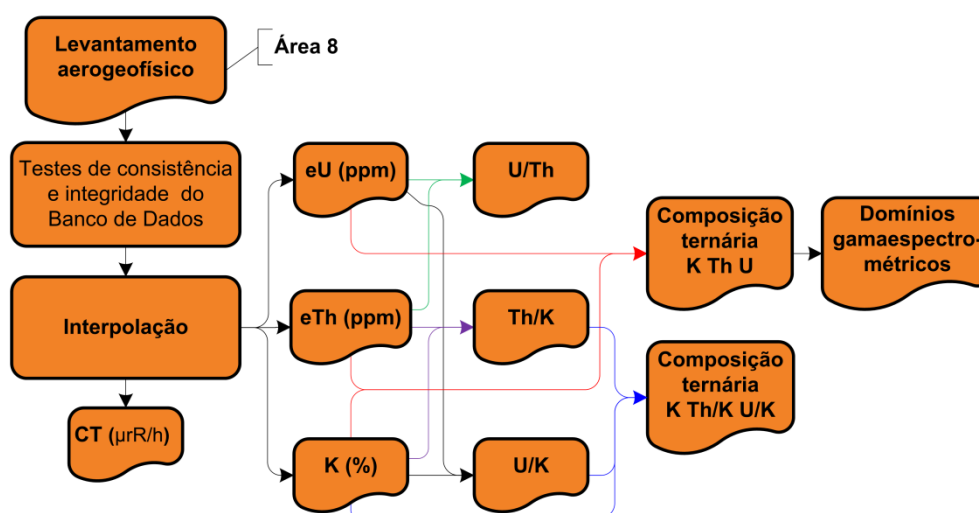 Levantamento
aerogeofísico
Área 8
Testes de consistência
e integridade do
Banco de Dados
Interpolação
CT (µrR/h)
eU (ppm)
eTh (ppm)
K (%)
U/Th
Th/K
U/K
Composição
ternária
K Th U
Domínios
gamaespectro-
métricos
Composição
ternária
K Th/K U/K